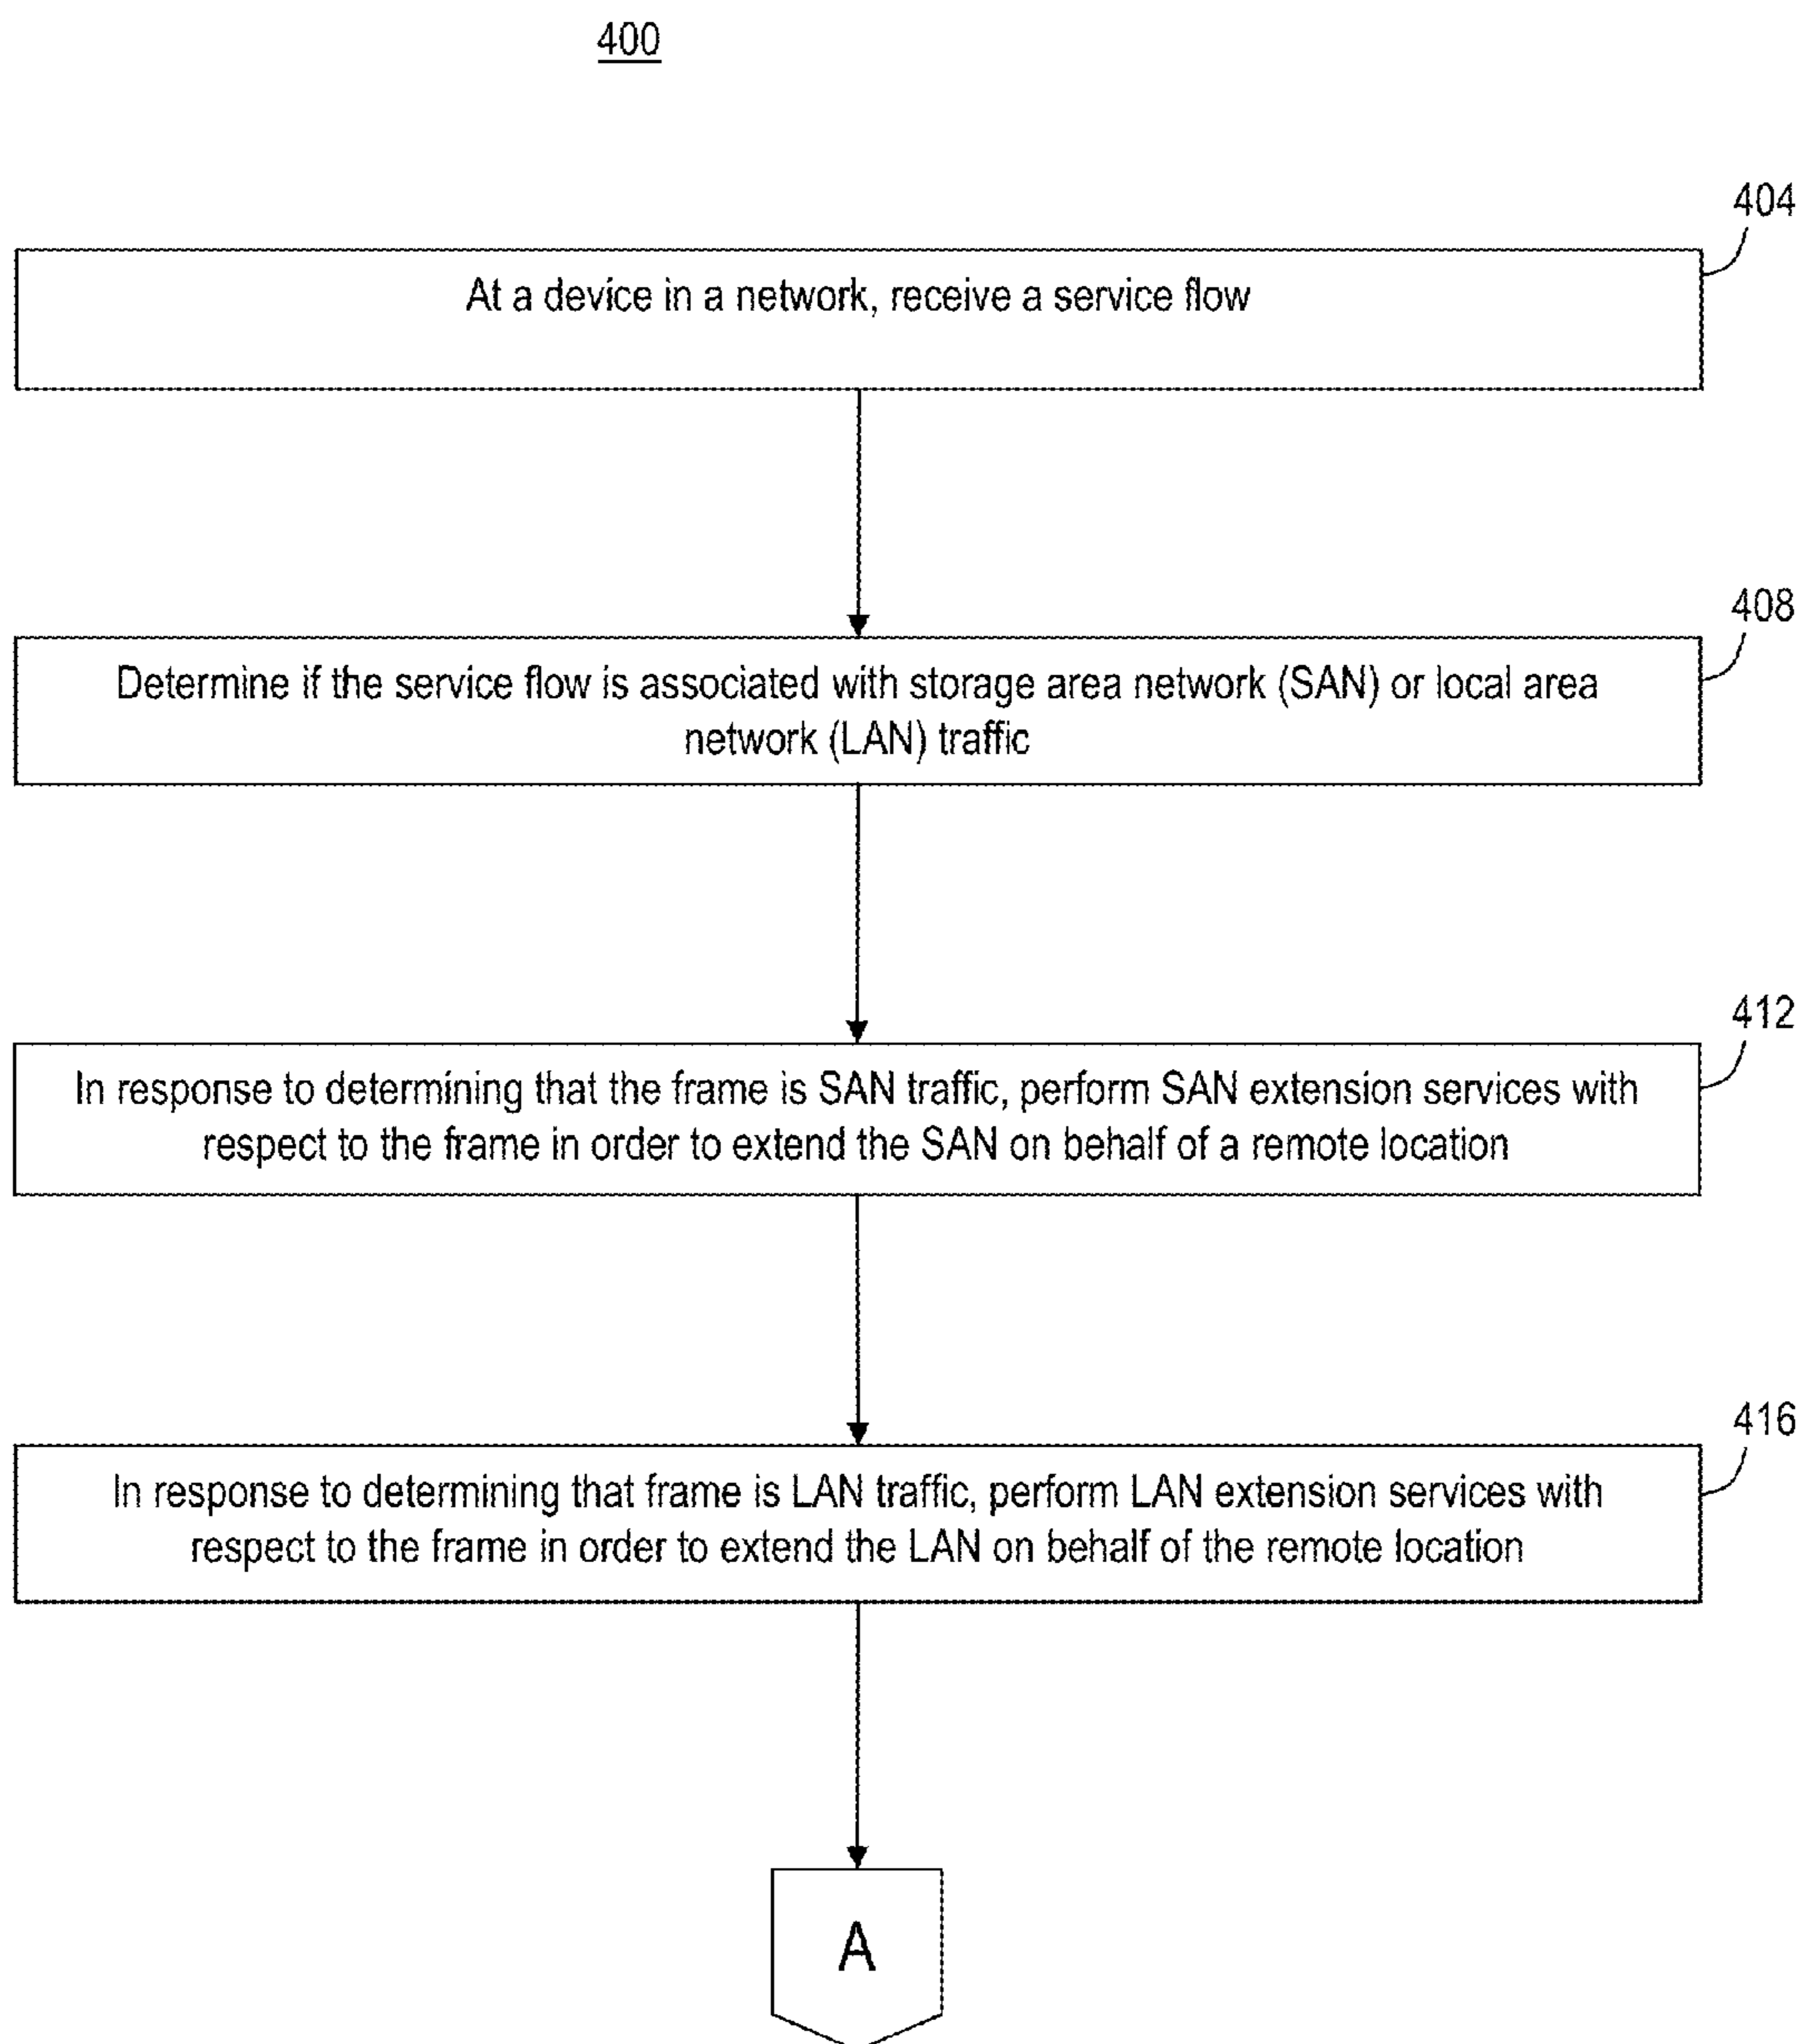 400
404
At a device in a network, receive a service flow
408
Determine if the service flow is associated with storage area network (SAN) or local area
network (LAN) traffic
412
In response to determining that the frame is SAN traffic, perform SAN extension services with
respect to the frame in order to extend the SAN on behalf of a remote location
416
In response to determining that frame is LAN traffic, perform LAN extension services with
respect to the frame in order to extend the LAN on behalf of the remote location
A